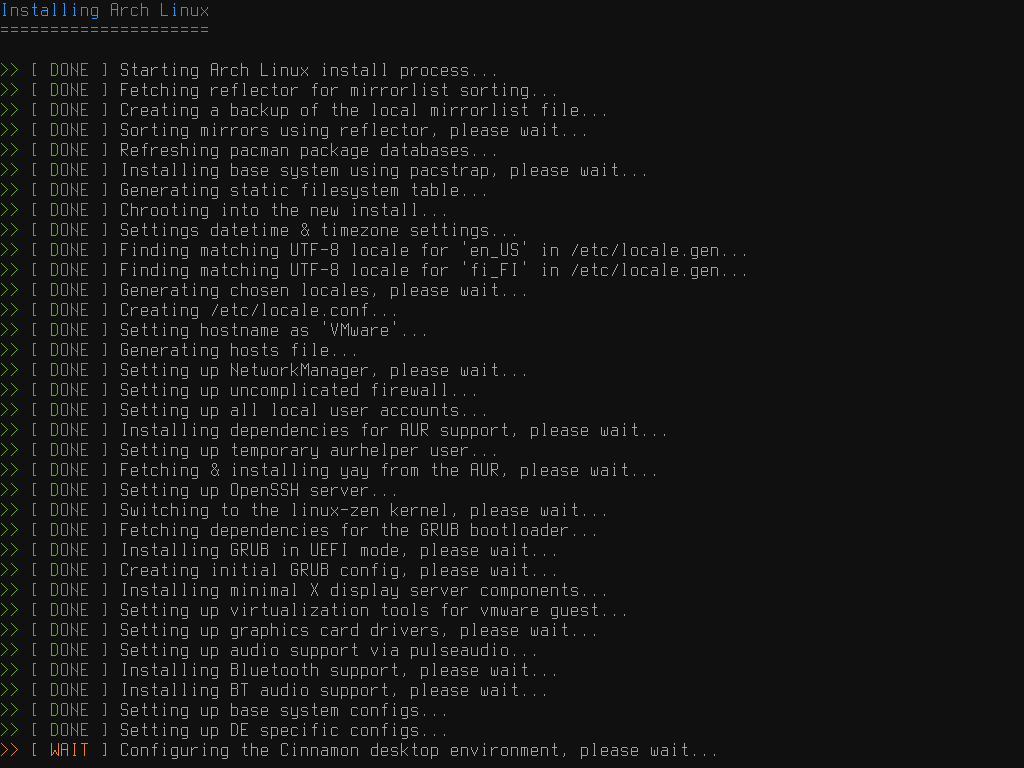 Installing Arch Linux
=====================
>> [ DONE ] Starting Arch Linux install process...
>> [ DONE ] Fetching reflector for mirrorlist sorting...
>> [ DONE ] Creating a backup of the local mirrorlist file...
>> [ DONE ] Sorting mirrors using reflector, please wait...
>> [ DONE ] Refreshing pacman package databases...
>> [ DONE ] Installing base system using pacstrap, please wait...
>> [ DONE ] Generating static filesystem table...
>> [ DONE ] Chrooting into the new install...
>> [ DONE ] Settings datetime & timezone settings...
>> [ DONE ] Finding matching UTF-8 locale for 'en_US' in /etc/locale.gen...
>> [ DONE ] Finding matching UTF-8 locale for 'fi_FI' in /etc/locale.gen...
>> [ DONE ] Generating chosen locales, please wait...
>> [ DONE ] Creating /etc/locale.conf...
>> [ DONE ] Setting hostname as 'VMware'...
>> [ DONE ] Generating hosts file...
>> [ DONE ] Setting up NetworkManager, please wait...
>> [ DONE ] Setting up uncomplicated firewall...
>> [ DONE ] Setting up all local user accounts...
>> [ DONE ] Installing dependencies for AUR support, please wait...
>> [ DONE ] Setting up temporary aurhelper user...
>> [ DONE ] Fetching & installing yay from the AUR, please wait...
>> [ DONE ] Setting up OpenSSH server...
>> [ DONE ] Switching to the linux-zen kernel, please wait...
>> [ DONE ] Fetching dependencies for the GRUB bootloader...
>> [ DONE ] Installing GRUB in UEFI mode, please wait...
>> [ DONE ] Creating initial GRUB config, please wait...
>> [ DONE ] Installing minimal X display server components...
>> [ DONE ] Setting up virtualization tools for vmware guest...
>> [ DONE ] Setting up graphics card drivers, please wait...
>> [ DONE ] Setting up audio support via pulseaudio...
>> [ DONE ] Installing Bluetooth support, please wait...
>> [ DONE ] Installing BT audio support, please wait...
>> [ DONE ] Setting up base system configs...
>> [ DONE ] Setting up DE specific configs...
>> [ WAIT ] Configuring the Cinnamon desktop environment, please wait...